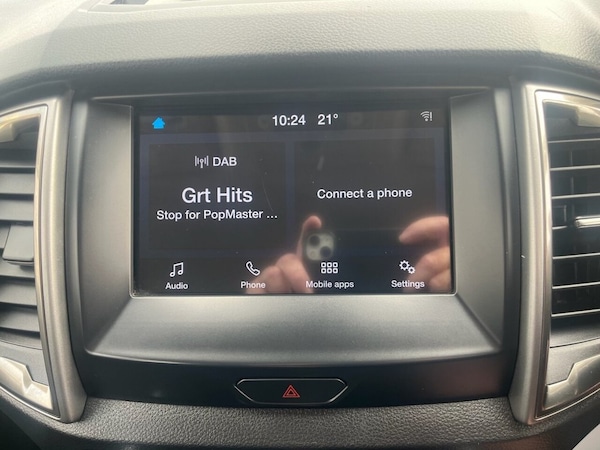 10:24 21°
DAB
Grt Hits
Stop for PopMaster ...
Connect a phone
Audio
Phone
Mobile apps
Settings